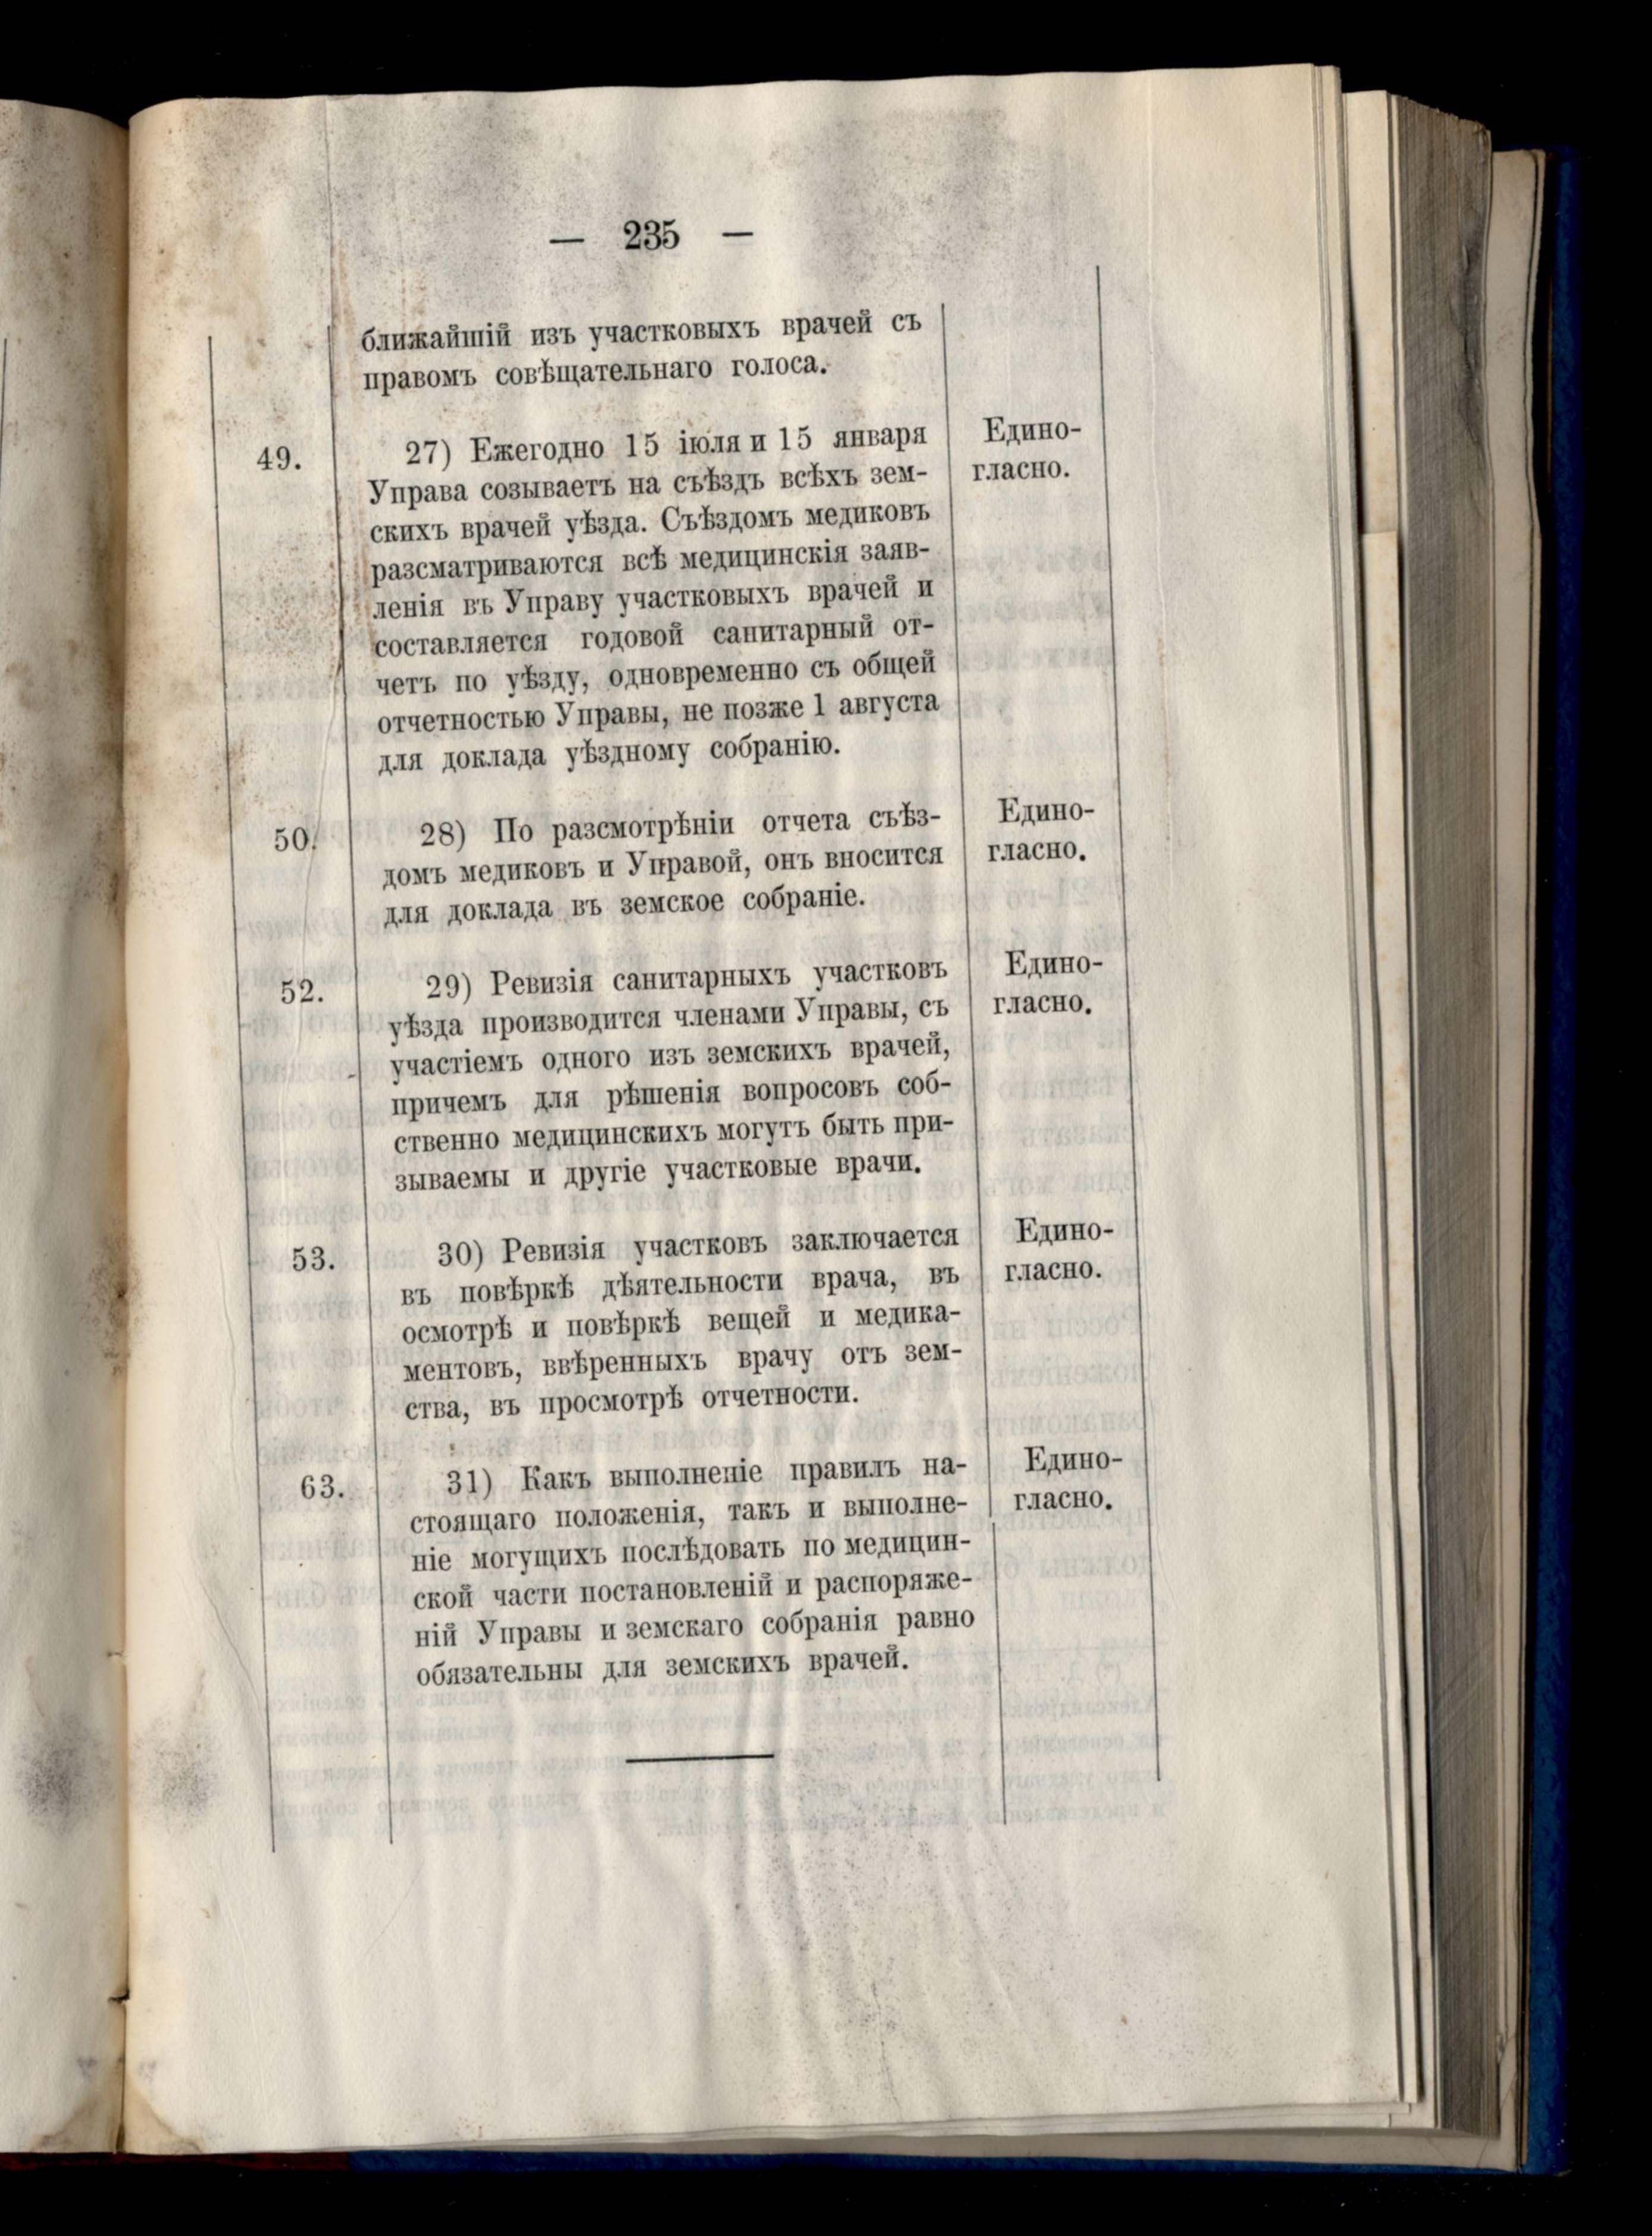 — 235 —
ближайшій изъ участковыхъ врачей съ
правомъ совѣщательнаго голоса.
49. 27) Ежегодно 15 іюля и 15 января Едино-
Управа созываетъ на съѣздъ всѣхъ зем- гласно.
скихъ врачей уѣзда. Съѣздомъ медиковъ
разсматриваются всѣ медицинскія заяв-
ленія въ Управу участковыхъ врачей и
составляется годовой санитарный от-
четъ по уѣзду, одновременно съ общей
отчетностью Управы, не позже 1 августа
для доклада уѣздному собранію.
50. 28) По разсмотрѣніи отчета съѣз- Едино-
домъ медиковъ и Управой, онъ вносится гласно.
для доклада въ земское собраніе.
52. 29) Ревизія санитарныхъ участковъ Едино-
уѣзда производится членами Управы, съ гласно.
участіемъ одного изъ земскихъ врачей,
причемъ для рѣшенія вопросовъ соб-
ственно медицинскихъ могутъ быть при-
зываемы и другіе участковые врачи.
53. 30) Ревизія участковъ заключается Едино-
въ повѣркѣ дѣятельности врача, въ гласно.
осмотрѣ и повѣркѣ вещей и медика-
ментовъ, ввѣренныхъ врачу отъ зем-
ства, въ просмотрѣ отчетности.
63. 31) Какъ выполненіе правилъ на- Едино-
стоящаго положенія, такъ и выполне- гласно.
ніе могущихъ послѣдовать по медицин-
ской части постановленій и распоряже-
ній Управы и земскаго собранія равно
обязательны для земскихъ врачей.